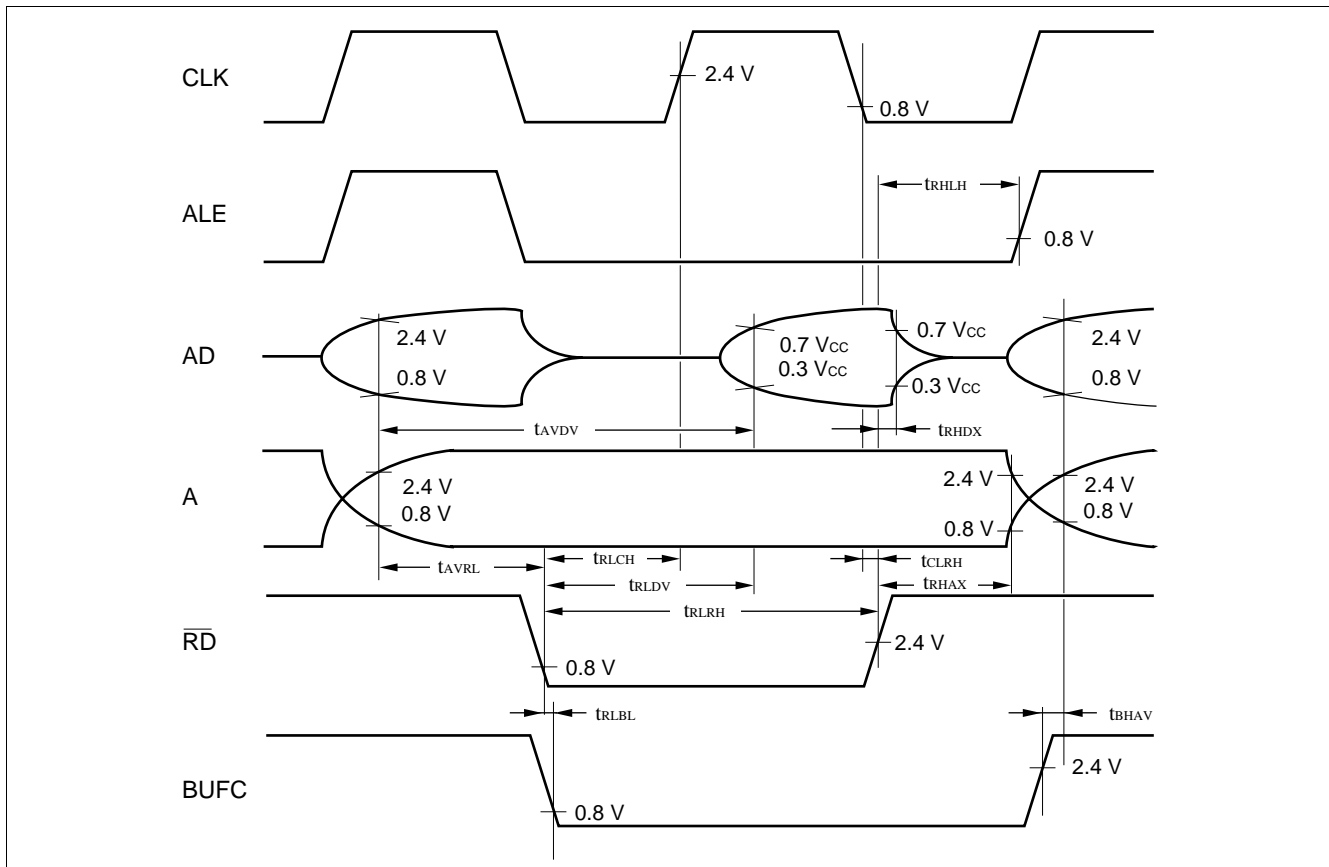 CLK
2.4 V
0.8 V
tRHLH
ALE
0.8 V
AD
2.4 V
0.8 V
0.7 VCC
0.3 VCC
0.7 VCC
0.3 VCC
2.4 V
0.8 V
tAVDV
tRHDX
A
2.4 V
0.8 V
2.4 V
0.8 V
2.4 V
0.8 V
tAVRL
tRLCH
tCLRH
tRLDV
tRHAX
tRLRH
RD
0.8 V
2.4 V
tRLBL
tBHAV
BUFC
0.8 V
2.4 V